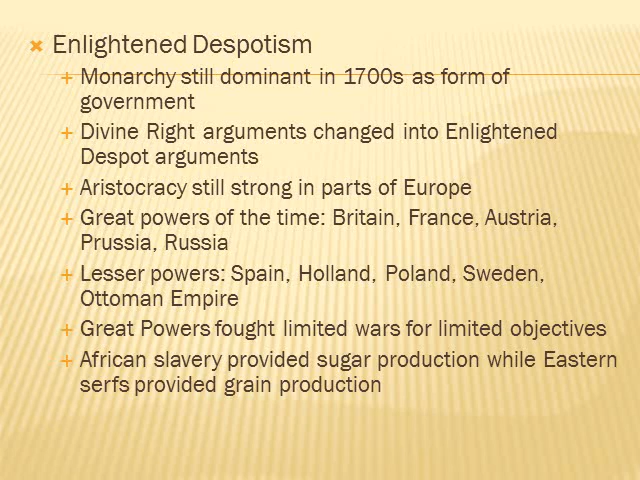 Enlightened Despotism
Monarchy still dominant in 1700s as form of
government
Divine Right arguments changed into Enlightened
Despot arguments
Aristocracy still strong in parts of Europe
Great powers of the time: Britain, France, Austria,
Prussia, Russia
Lesser powers: Spain, Holland, Poland, Sweden,
Ottoman Empire
Great Powers fought limited wars for limited objectives
African slavery provided sugar production while Eastern
serfs provided grain production